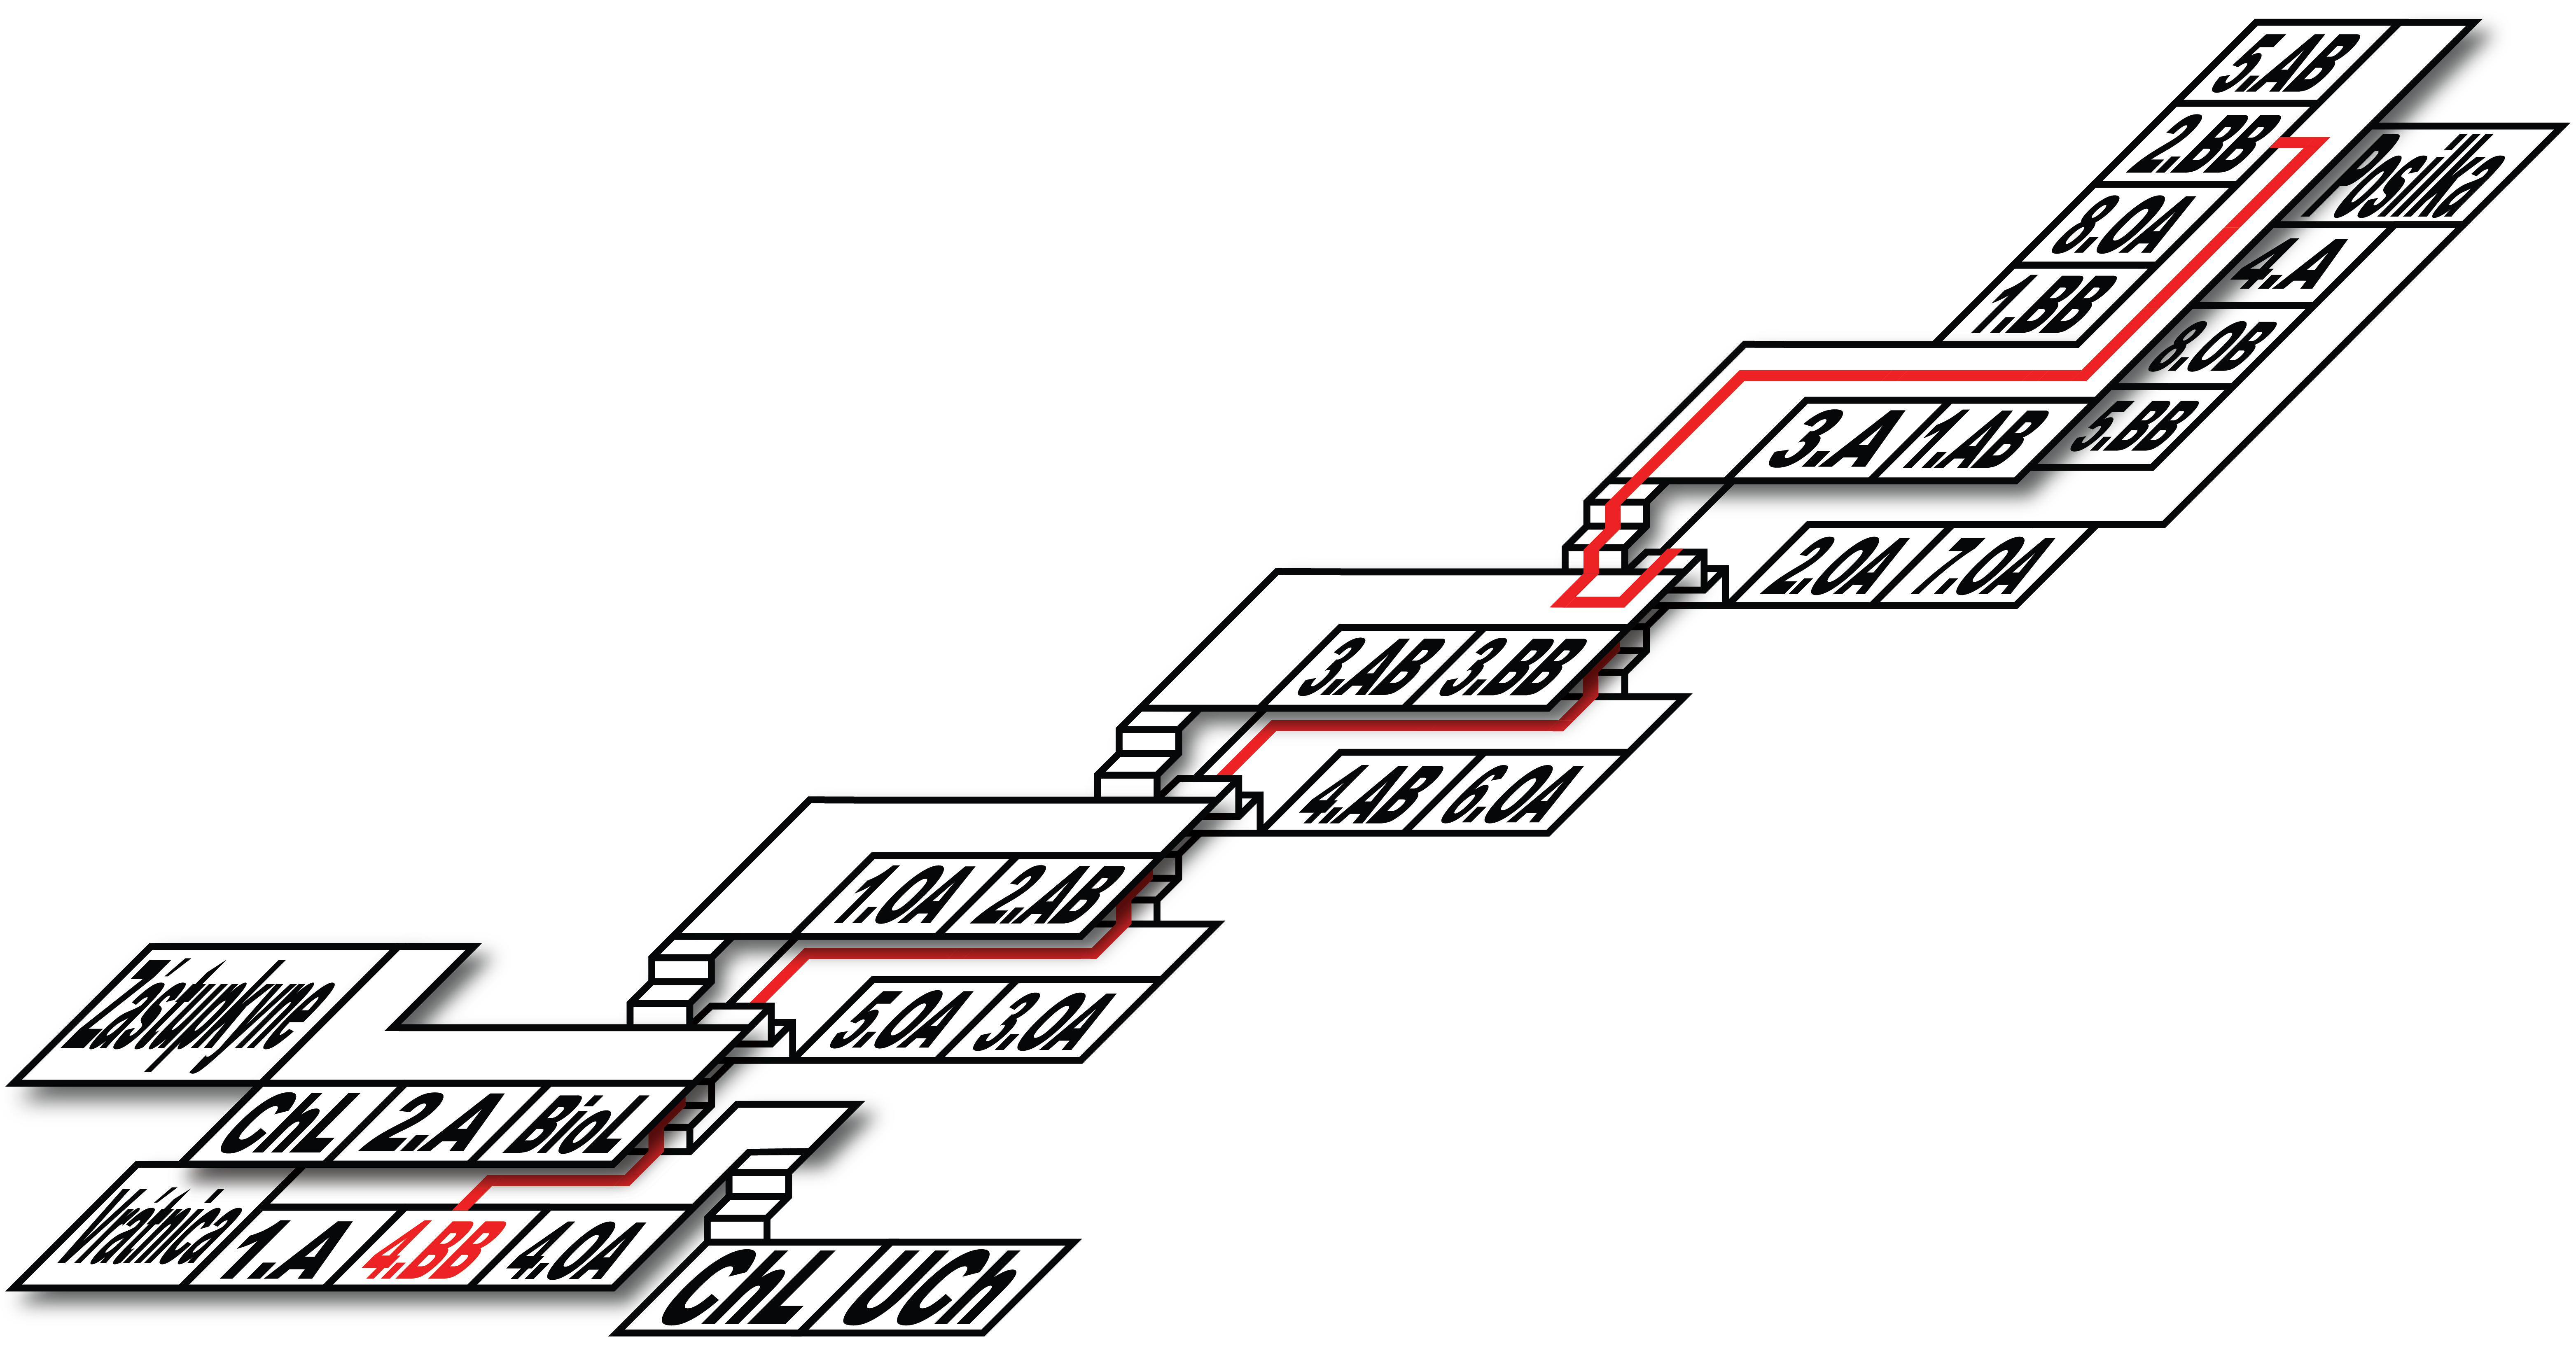 5.AB
2.BB
Posilka
8.OA
4.A
1.BB
8.OB
3.A 1.AB
5.BB
2.OA 7.OA
3.AB 3.BB
4.AB 6.OA
1.OA 2.AB
5.OA 3.OA
Zástupkyne
ChL 2.A BioL
Vrátnica
1.A 4.BB 4.OA
ChL UCh